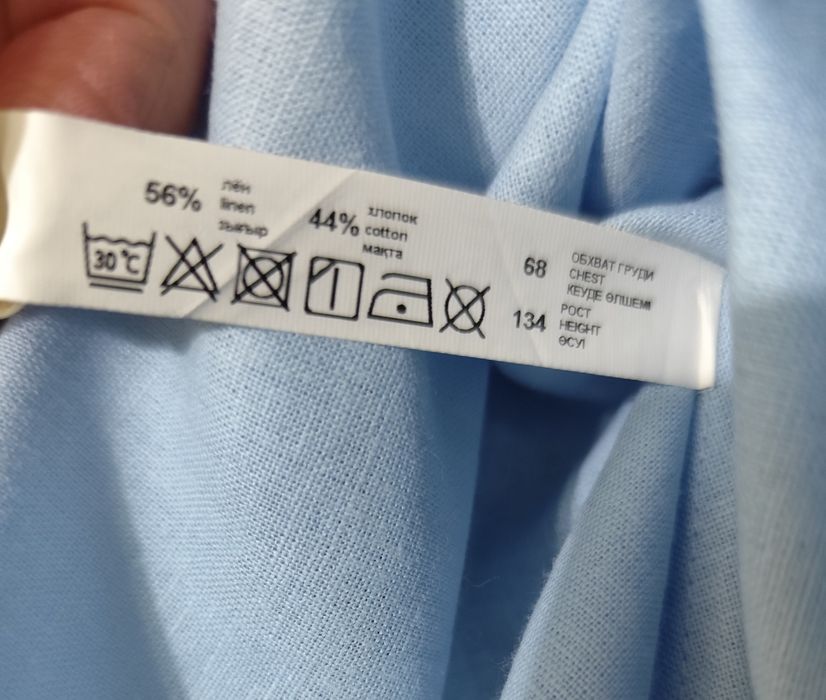 56% лён
linen
зығыр
44% хлопок
cotton
мақта
30°C
68 ОБХВАТ ГРУДИ
CHEST
КЕУДЕ ӨЛШЕМІ
134 РОСТ
HEIGHT
ӨСУІ